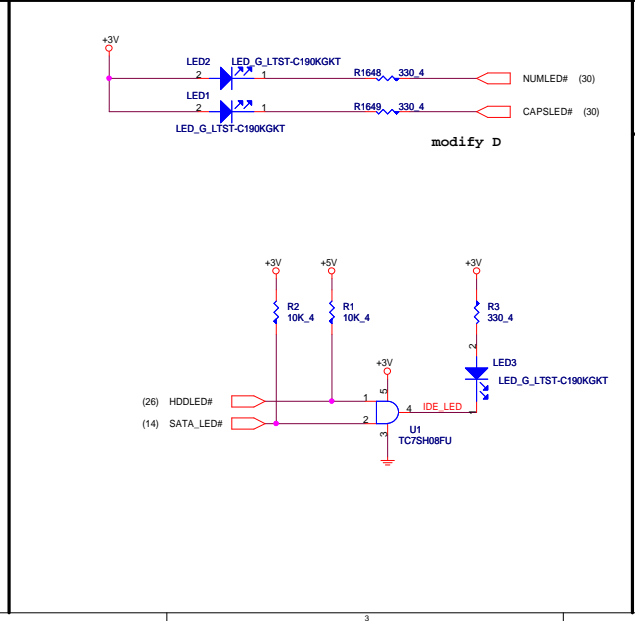 +3V
LED2 LED_G_LTST-C190KGKT
2 1 R1648 330_4 NUMLED# (30)
LED1
2 1 R1649 330_4 CAPSLED# (30)
LED_G_LTST-C190KGKT
modify D
+3V +5V +3V
R2 R1 R3
10K_4 10K_4 330_4
2
+3V LED3
LED_G_LTST-C190KGKT
5
(26) HDDLED# 1
4 IDE_LED 1
(14) SATA_LED# 2
3 U1
TC7SH08FU
3